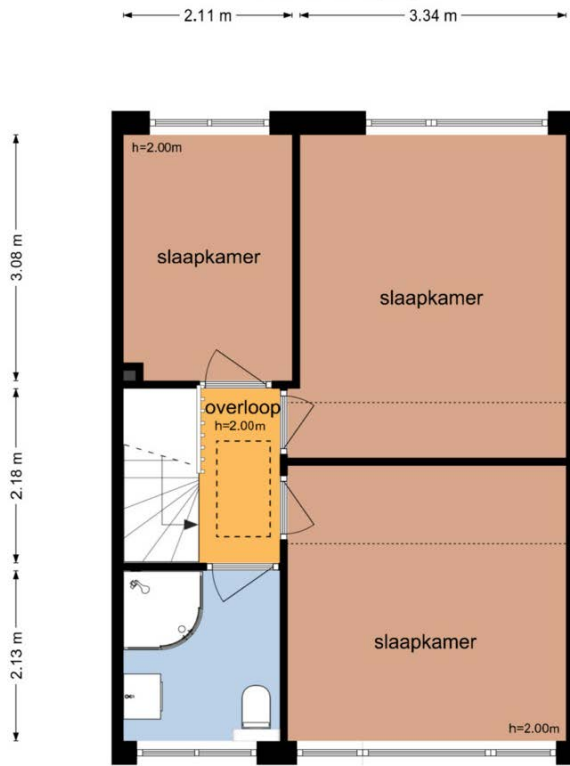 2.11 m
3.34 m
h=2.00m
3.08 m
slaapkamer
slaapkamer
overloop
h=2.00m
2.18 m
2.13 m
slaapkamer
h=2.00m